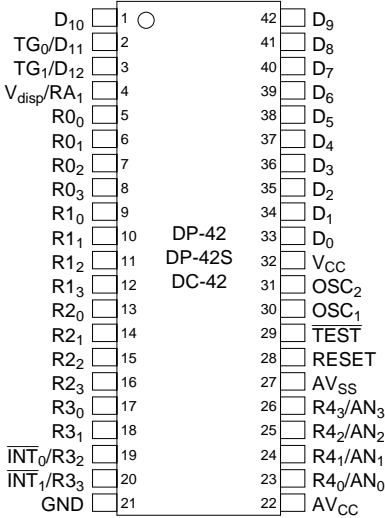 D10 1 42 D9
TG0/D11 2 41 D8
TG1/D12 3 40 D7
Vdisp/RA1 4 39 D6
R00 5 38 D5
R01 6 37 D4
R02 7 36 D3
R03 8 35 D2
R10 9 34 D1
R11 10 DP-42 33 D0
R12 11 DP-42S 32 VCC
R13 12 DC-42 31 OSC2
R20 13 30 OSC1
R21 14 29 TEST
R22 15 28 RESET
R23 16 27 AVSS
R30 17 26 R43/AN3
R31 18 25 R42/AN2
INT0/R32 19 24 R41/AN1
INT1/R33 20 23 R40/AN0
GND 21 22 AVCC